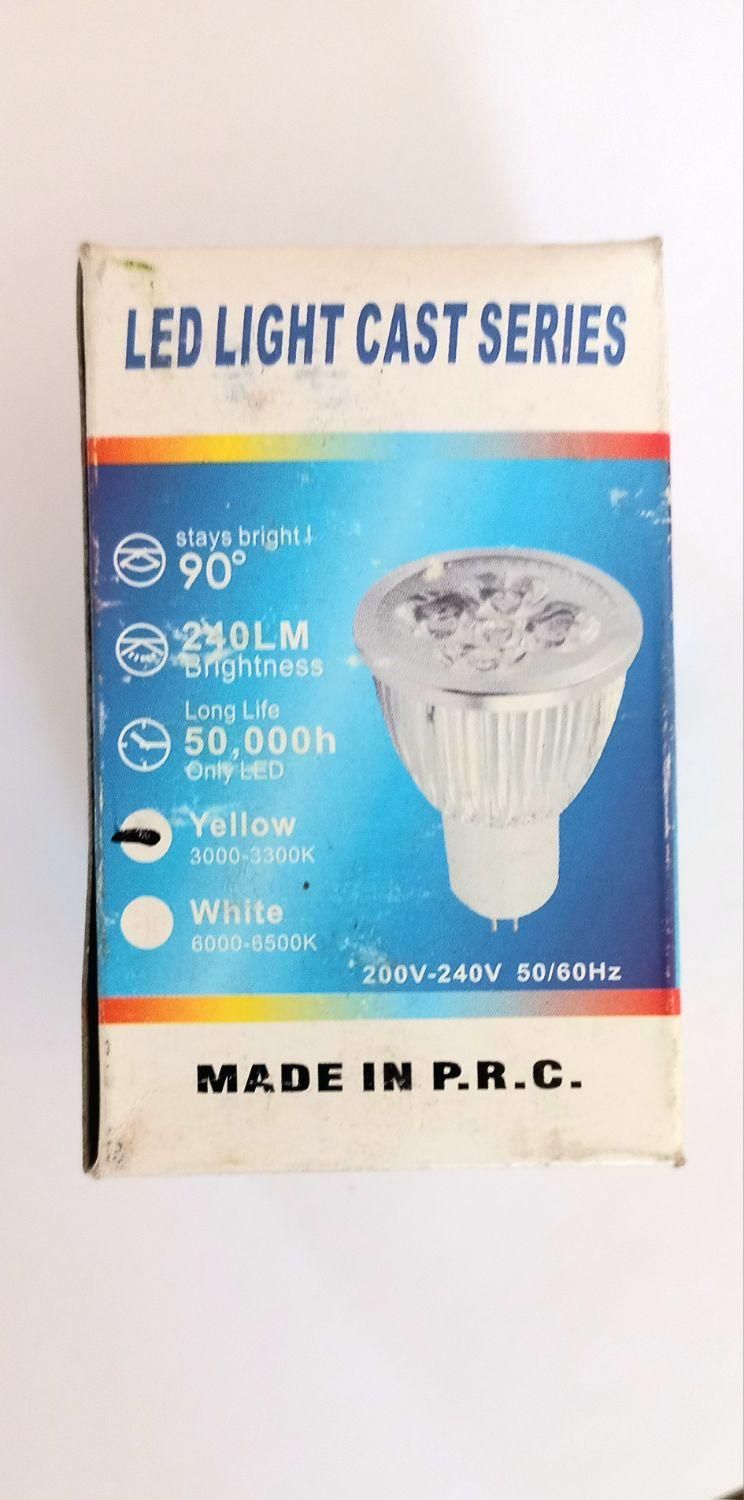 LED LIGHT CAST SERIES
stays bright!
90°
240LM
Brightness
Long Life
50,000h
Only LED
Yellow
3000-3300K
White
6000-6500K
200V-240V 50/60Hz
MADE IN P.R.C.